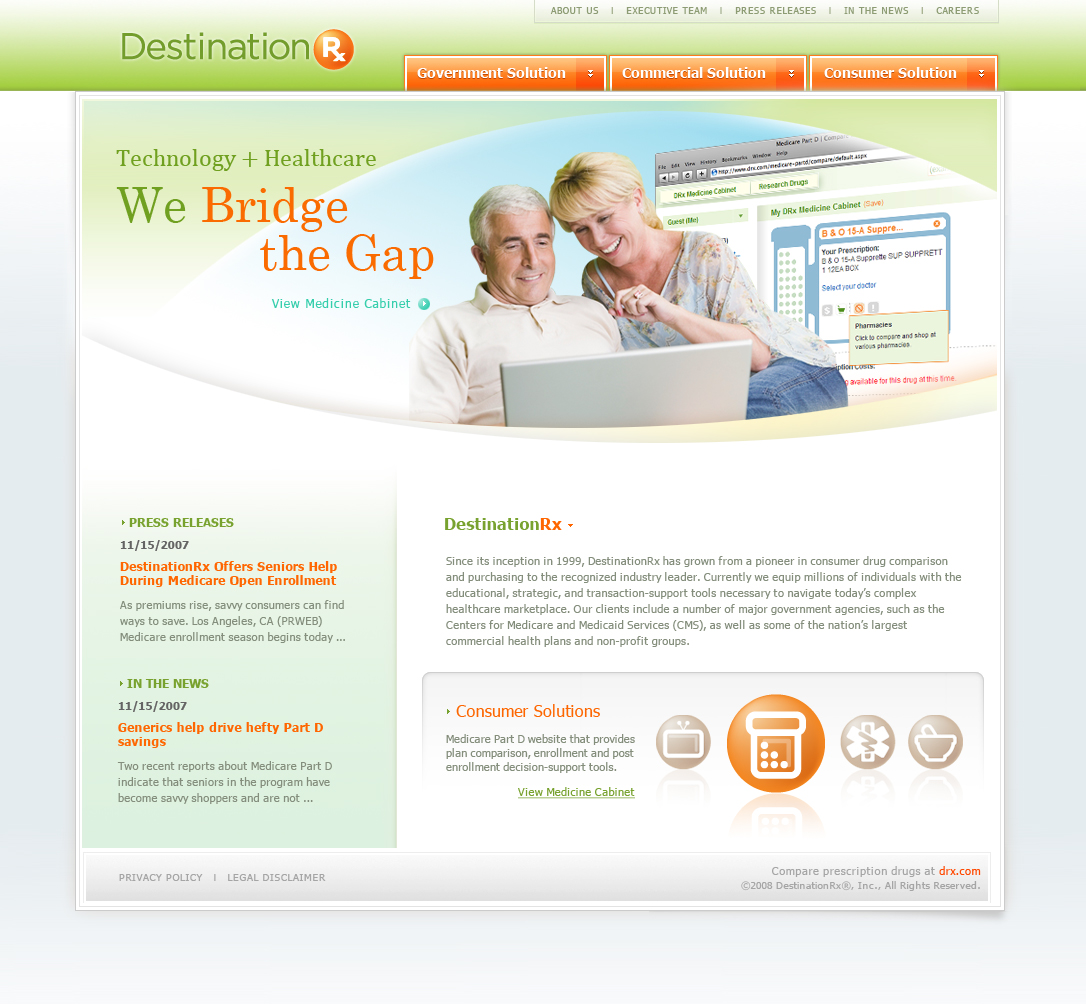 ABOUT US | EXECUTIVE TEAM | PRESS RELEASES | IN THE NEWS | CAREERS
DestinationRx
Government Solution
Commercial Solution
Consumer Solution
Technology + Healthcare
We Bridge
the Gap
View Medicine Cabinet
Medicare Part D | Compare
File Edit View History Bookmarks Window Help
http://www.drx.com/medicare-partd/compare/default.aspx
DRx Medicine Cabinet
Research Drugs
Guest (Me)
My DRx Medicine Cabinet (Save)
B & O 15-A Suppre...
Your Prescription:
B & O 15-A Supprette SUP SUPPRETT
1 12EA BOX
Select your doctor
Pharmacies
Click to compare and shop at
various pharmacies.
Costs:
available for this drug at this time.
PRESS RELEASES
11/15/2007
DestinationRx Offers Seniors Help
During Medicare Open Enrollment
As premiums rise, savvy consumers can find
ways to save. Los Angeles, CA (PRWEB)
Medicare enrollment season begins today ...
IN THE NEWS
11/15/2007
Generics help drive hefty Part D
savings
Two recent reports about Medicare Part D
indicate that seniors in the program have
become savvy shoppers and are not ...
DestinationRx
Since its inception in 1999, DestinationRx has grown from a pioneer in consumer drug comparison
and purchasing to the recognized industry leader. Currently we equip millions of individuals with the
educational, strategic, and transaction-support tools necessary to navigate today's complex
healthcare marketplace. Our clients include a number of major government agencies, such as the
Centers for Medicare and Medicaid Services (CMS), as well as some of the nation's largest
commercial health plans and non-profit groups.
Consumer Solutions
Medicare Part D website that provides
plan comparison, enrollment and post
enrollment decision-support tools.
View Medicine Cabinet
PRIVACY POLICY | LEGAL DISCLAIMER
Compare prescription drugs at drx.com
©2008 DestinationRx®, Inc., All Rights Reserved.